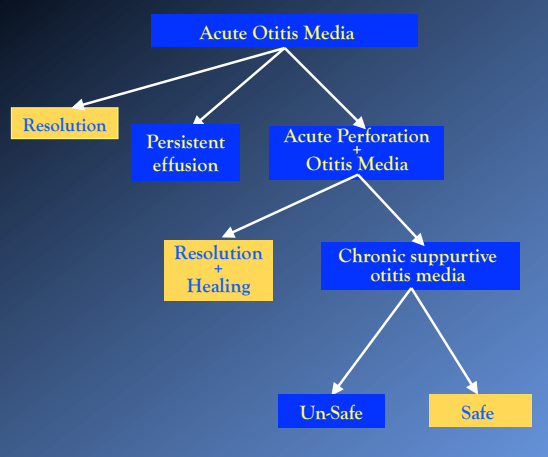 Acute Otitis Media
Resolution
Persistent
effusion
Acute Perforation
+
Otitis Media
Resolution
+
Healing
Chronic suppurtive
otitis media
Un-Safe
Safe